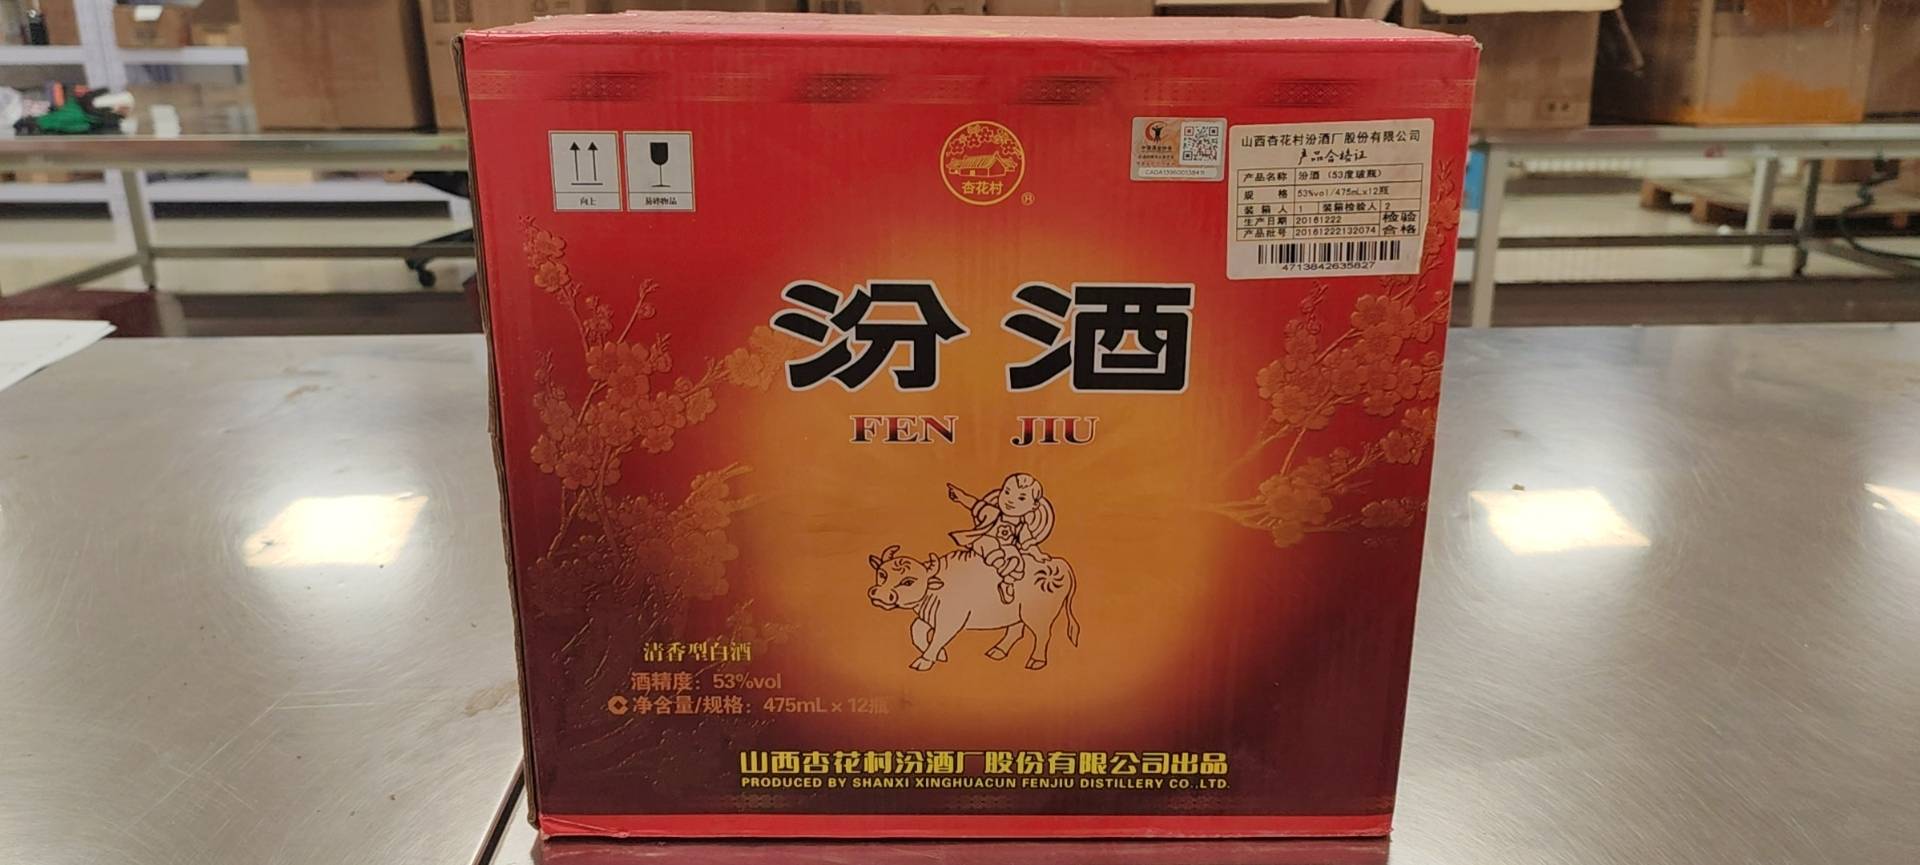 向上
易碎物品
杏花村
®
CADA13960013841
山西杏花村汾酒厂股份有限公司
产品合格证
产品名称 汾酒（53度玻瓶）
规 格 53%vol/475mL×12瓶
装箱人 1 装箱检验人 2
生产日期 20161222 检验
产品批号 20161222132074 合格
4713842635627
汾酒
FEN JIU
清香型白酒
酒精度：53%vol
净含量/规格：475mL×12瓶
山西杏花村汾酒厂股份有限公司出品
PRODUCED BY SHANXI XINGHUACUN FENJIU DISTILLERY CO.,LTD.